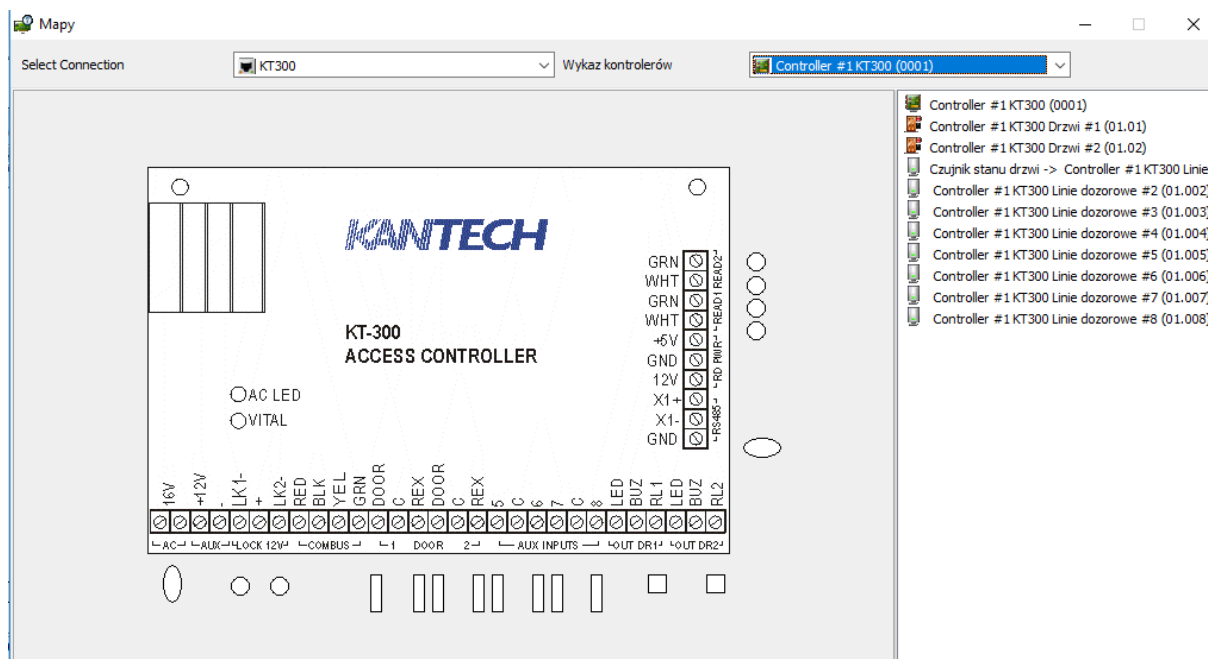 Mapy
Select Connection
KT300
Wykaz kontrolerów
Controller #1 KT300 (0001)
Controller #1 KT300 (0001)
Controller #1 KT300 Drzwi #1 (01.01)
Controller #1 KT300 Drzwi #2 (01.02)
Czujnik stanu drzwi -> Controller #1 KT300 Linie
Controller #1 KT300 Linie dozorowe #2 (01.002)
Controller #1 KT300 Linie dozorowe #3 (01.003)
Controller #1 KT300 Linie dozorowe #4 (01.004)
Controller #1 KT300 Linie dozorowe #5 (01.005)
Controller #1 KT300 Linie dozorowe #6 (01.006)
Controller #1 KT300 Linie dozorowe #7 (01.007)
Controller #1 KT300 Linie dozorowe #8 (01.008)
KANTECH
KT-300
ACCESS CONTROLLER
AC LED
VITAL
GRN
WHT
GRN
WHT
+5V
GND
12V
X1+
X1-
GND
READ2
READ1
RD PWR
RS485
16V
+12V
-
LK1-
+
LK2-
RED
BLK
YEL
GRN
DOOR
C
REX
DOOR
C
REX
5
C
6
7
C
8
LED
BUZ
RL1
LED
BUZ
RL2
AC AUX LOCK 12V COMBUS 1 DOOR 2 AUX INPUTS OUT DR1 OUT DR2